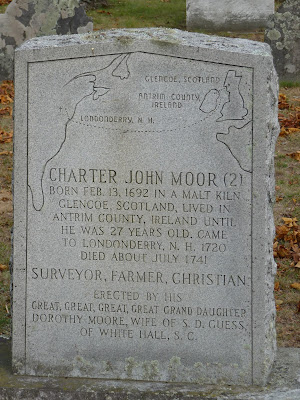 GLENCOE, SCOTLAND
ANTRIM COUNTY,
IRELAND
LONDONDERRY, N. H.
CHARTER JOHN MOOR (2)
BORN FEB. 13, 1692 IN A MALT KILN
GLENCOE, SCOTLAND, LIVED IN
ANTRIM COUNTY, IRELAND UNTIL
HE WAS 27 YEARS OLD. CAME
TO LONDONDERRY, N. H. 1720
DIED ABOUT JULY 1741
SURVEYOR, FARMER, CHRISTIAN
ERECTED BY HIS
GREAT, GREAT, GREAT, GREAT GRAND DAUGHTER
DOROTHY MOORE, WIFE OF S. D. GUESS,
OF WHITE HALL, S. C.